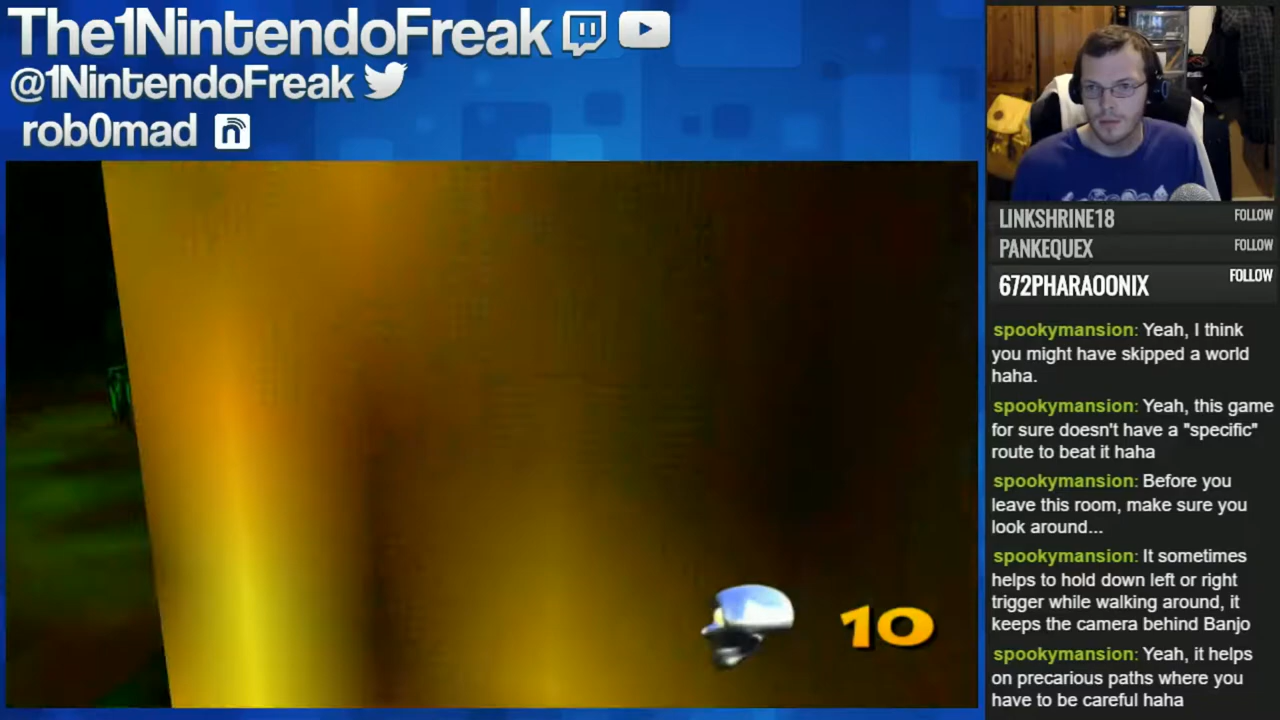 The1NintendoFreak
@1NintendoFreak
rob0mad
LINKSHRINE18 FOLLOW
PANKEQUEX FOLLOW
672PHARAOONIX FOLLOW
spookymansion: Yeah, I think
you might have skipped a world
haha.
spookymansion: Yeah, this game
for sure doesn't have a "specific"
route to beat it haha
spookymansion: Before you
leave this room, make sure you
look around...
spookymansion: It sometimes
helps to hold down left or right
trigger while walking around, it
keeps the camera behind Banjo
spookymansion: Yeah, it helps
on precarious paths where you
have to be careful haha
10